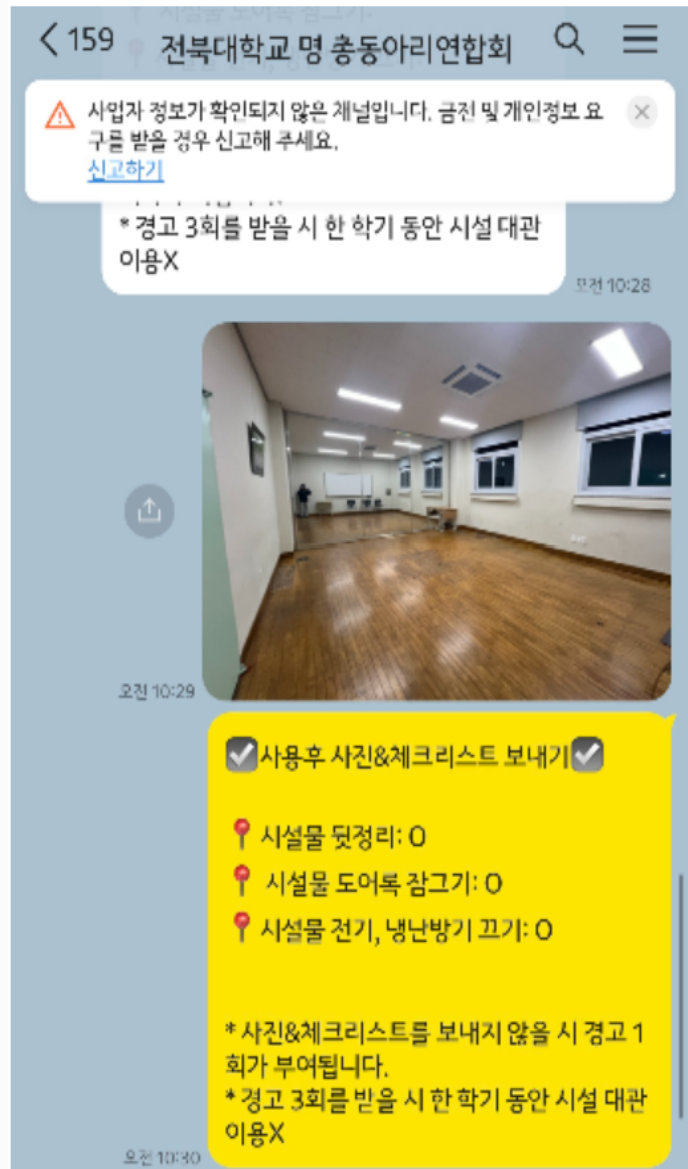 159
전북대학교 명 총동아리연합회
사업자 정보가 확인되지 않은 채널입니다. 금전 및 개인정보 요
구를 받을 경우 신고해 주세요.
신고하기
* 경고 3회를 받을 시 한 학기 동안 시설 대관
이용X
오전 10:28
오전 10:29
사용후 사진&체크리스트 보내기
시설물 뒷정리: O
시설물 도어록 잠그기: O
시설물 전기, 냉난방기 끄기: O
* 사진&체크리스트를 보내지 않을 시 경고 1
회가 부여됩니다.
* 경고 3회를 받을 시 한 학기 동안 시설 대관
이용X
오전 10:30